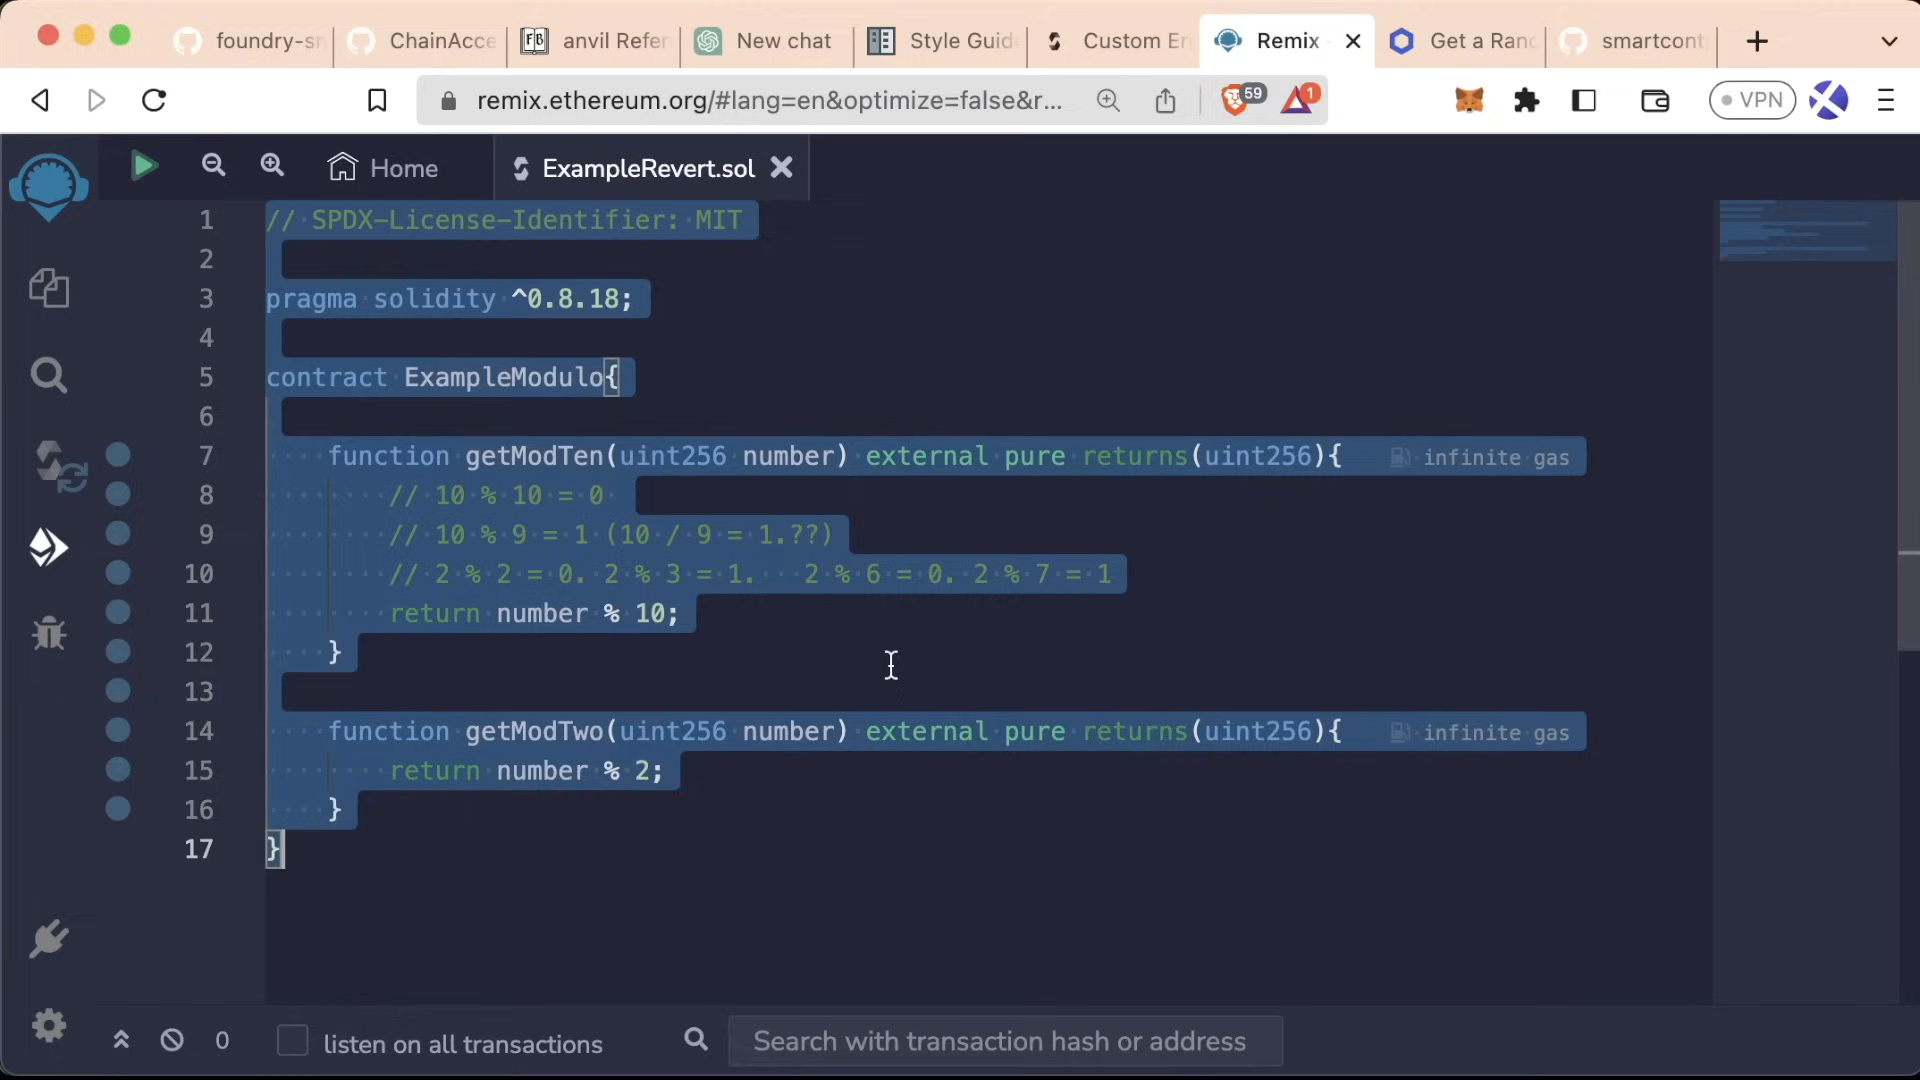 foundry-sm
ChainAcce
anvil Refer
New chat
Style Guid
Custom Er
Remix
Get a Ran
smartcont
remix.ethereum.org/#lang=en&optimize=false&r...
59
1
VPN
Home
ExampleRevert.sol
1 // SPDX-License-Identifier: MIT
2
3 pragma solidity ^0.8.18;
4
5 contract ExampleModulo{
6
7 function getModTen(uint256 number) external pure returns(uint256){ infinite gas
8 // 10 % 10 = 0
9 // 10 % 9 = 1 (10 / 9 = 1.??)
10 // 2 % 2 = 0. 2 % 3 = 1. 2 % 6 = 0. 2 % 7 = 1
11 return number % 10;
12 }
13
14 function getModTwo(uint256 number) external pure returns(uint256){ infinite gas
15 return number % 2;
16 }
17 }
0
listen on all transactions
Search with transaction hash or address